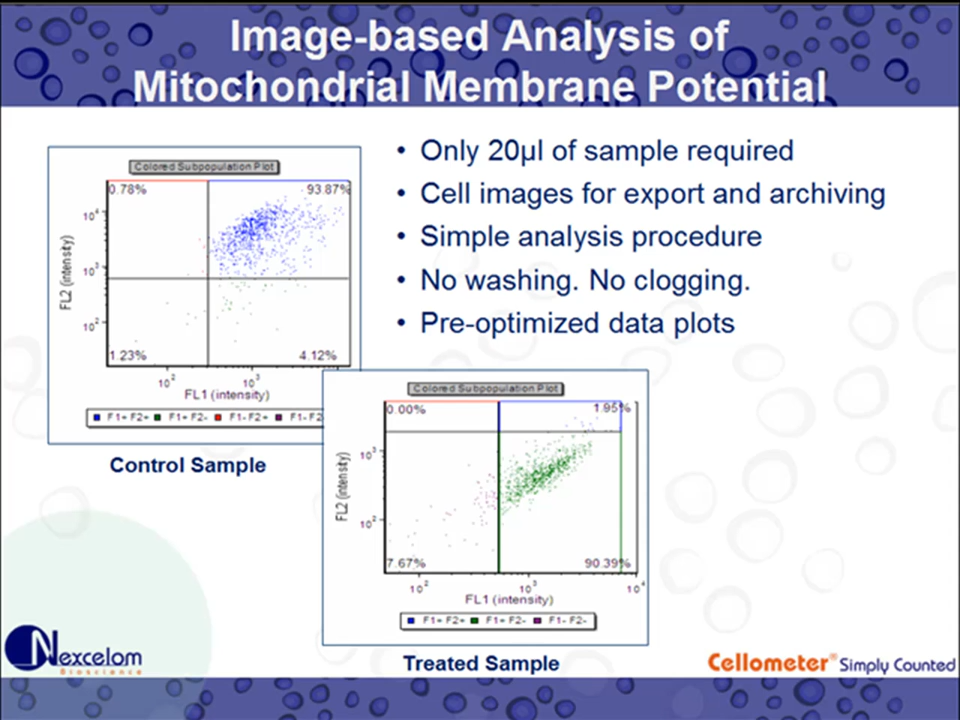 Image-based Analysis of
Mitochondrial Membrane Potential
• Only 20µl of sample required
• Cell images for export and archiving
• Simple analysis procedure
• No washing. No clogging.
• Pre-optimized data plots
Colored Subpopulation Plot
0.78% 93.87%
10⁴
10³
10²
FL2 (intensity)
1.23% 4.12%
10² 10³
FL1 (intensity)
F1+ F2+ F1+ F2- F1- F2+ F1- F2
Control Sample
Colored Subpopulation Plot
0.00% 1.95%
10³
10²
FL2 (intensity)
7.67% 90.39%
10² 10³ 10⁴
FL1 (intensity)
F1+ F2+ F1+ F2- F1- F2-
Treated Sample
Nexcelom
Bioscience
Cellometer® Simply Counted